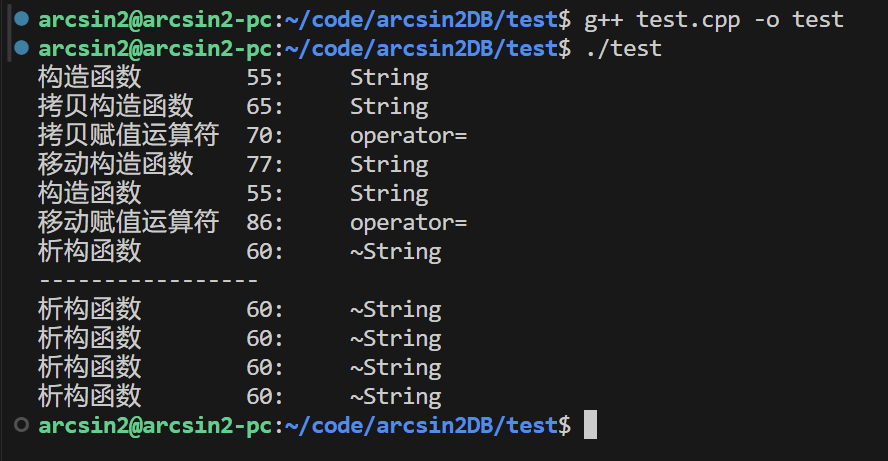 arcsin2@arcsin2-pc:~/code/arcsin2DB/test$ g++ test.cpp -o test
arcsin2@arcsin2-pc:~/code/arcsin2DB/test$ ./test
构造函数 55: String
拷贝构造函数 65: String
拷贝赋值运算符 70: operator=
移动构造函数 77: String
构造函数 55: String
移动赋值运算符 86: operator=
析构函数 60: ~String
-----------------
析构函数 60: ~String
析构函数 60: ~String
析构函数 60: ~String
析构函数 60: ~String
arcsin2@arcsin2-pc:~/code/arcsin2DB/test$